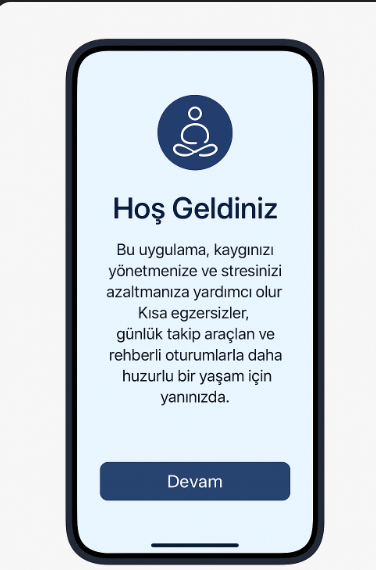 Hoş Geldiniz
Bu uygulama, kaygınızı
yönetmenize ve stresinizi
azaltmanıza yardımcı olur
Kısa egzersizler,
günlük takip araçlan ve
rehberli oturumlarla daha
huzurlu bir yaşam için
yanınızda.
Devam